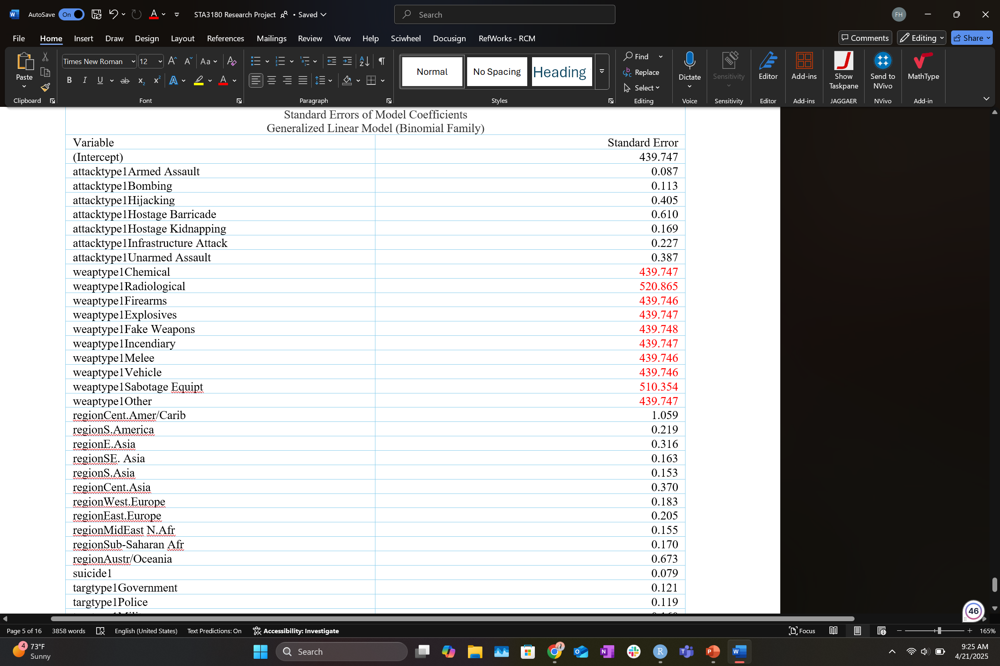 AutoSave On STA3180 Research Project • Saved Search FH
File Home Insert Draw Design Layout References Mailings Review View Help Sciwheel Docusign RefWorks - RCM Comments Editing Share
Paste
Clipboard
Times New Roman 12
Font
Paragraph
Normal
No Spacing
Heading
Styles
Find
Replace
Select
Editing
Dictate
Voice
Sensitivity
Sensitivity
Editor
Editor
Add-ins
Add-ins
Show
Taskpane
JAGGAER
Send to
NVivo
NVivo
MathType
Add-in
Standard Errors of Model Coefficients
Generalized Linear Model (Binomial Family)
Variable Standard Error
(Intercept) 439.747
attacktype1Armed Assault 0.087
attacktype1Bombing 0.113
attacktype1Hijacking 0.405
attacktype1Hostage Barricade 0.610
attacktype1Hostage Kidnapping 0.169
attacktype1Infrastructure Attack 0.227
attacktype1Unarmed Assault 0.387
weaptype1Chemical 439.747
weaptype1Radiological 520.865
weaptype1Firearms 439.746
weaptype1Explosives 439.747
weaptype1Fake Weapons 439.748
weaptype1Incendiary 439.747
weaptype1Melee 439.746
weaptype1Vehicle 439.746
weaptype1Sabotage Equipt 510.354
weaptype1Other 439.747
regionCent.Amer/Carib 1.059
regionS.America 0.219
regionE.Asia 0.316
regionSE. Asia 0.163
regionS.Asia 0.153
regionCent.Asia 0.370
regionWest.Europe 0.183
regionEast.Europe 0.205
regionMidEast N.Afr 0.155
regionSub-Saharan Afr 0.170
regionAustr/Oceania 0.673
suicide1 0.079
targtype1Government 0.121
targtype1Police 0.119
46
Page 5 of 16 3858 words English (United States) Text Predictions: On Accessibility: Investigate Focus 165%
4 73°F
Sunny
Search
9:25 AM
4/21/2025